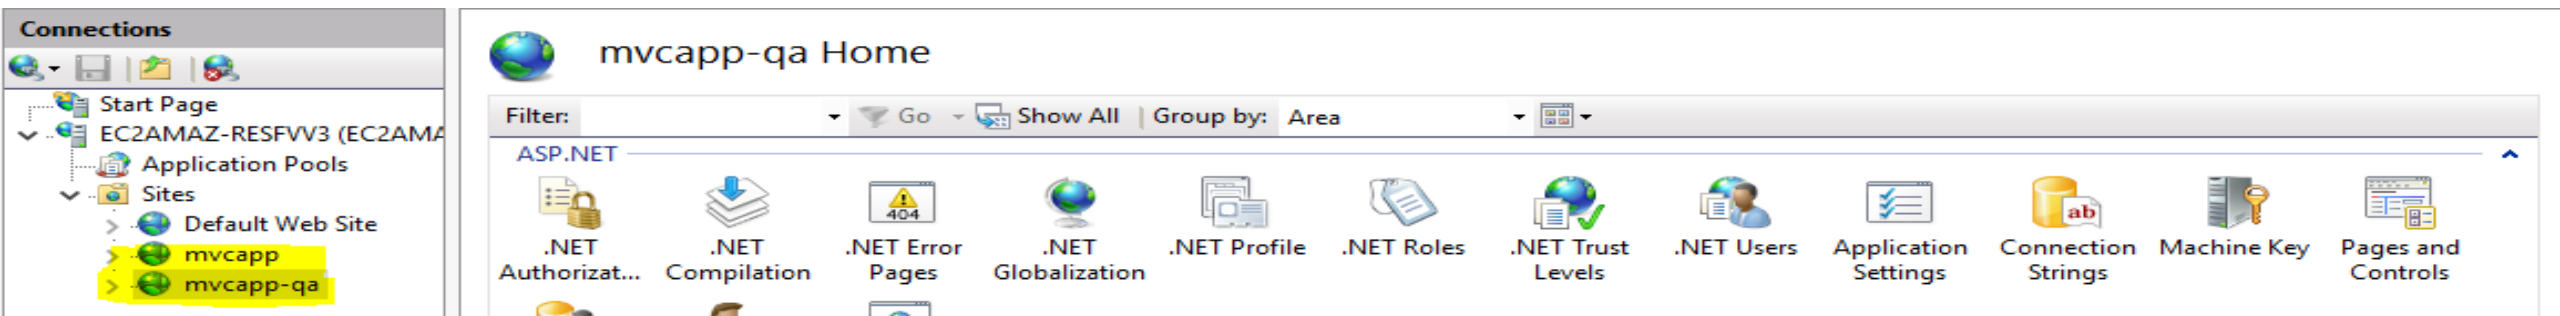 Connections
Start Page
EC2AMAZ-RESFVV3 (EC2AMA
Application Pools
Sites
Default Web Site
mvcapp
mvcapp-qa
mvcapp-qa Home
Filter: Go Show All Group by: Area
ASP.NET
404
ab
.NET Authorizat...
.NET Compilation
.NET Error Pages
.NET Globalization
.NET Profile
.NET Roles
.NET Trust Levels
.NET Users
Application Settings
Connection Strings
Machine Key
Pages and Controls